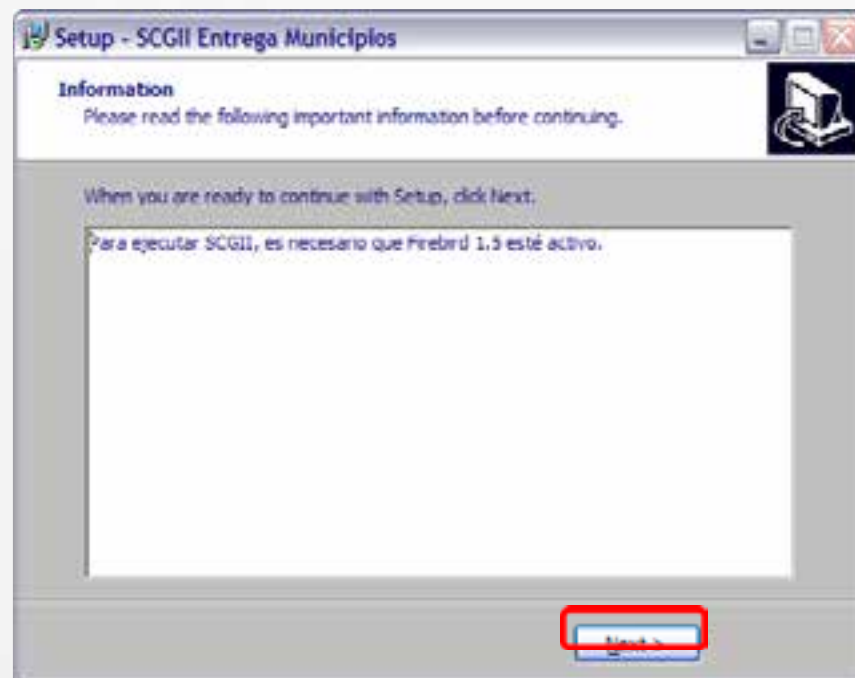 Setup - SCGII Entrega Municipios
Information
Please read the following important information before continuing.
When you are ready to continue with Setup, click Next.
Para ejecutar SCGII, es necesario que Firebird 1.5 esté activo.
Next >